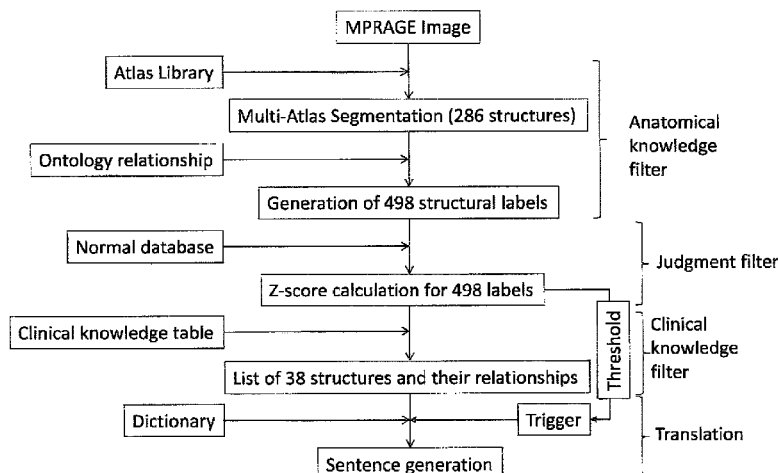 MPRAGE Image
Atlas Library
Multi-Atlas Segmentation (286 structures)
Anatomical
knowledge
filter
Ontology relationship
Generation of 498 structural labels
Normal database
Judgment filter
Z-score calculation for 498 labels
Threshold
Clinical knowledge table
Clinical
knowledge
filter
List of 38 structures and their relationships
Dictionary
Trigger
Translation
Sentence generation